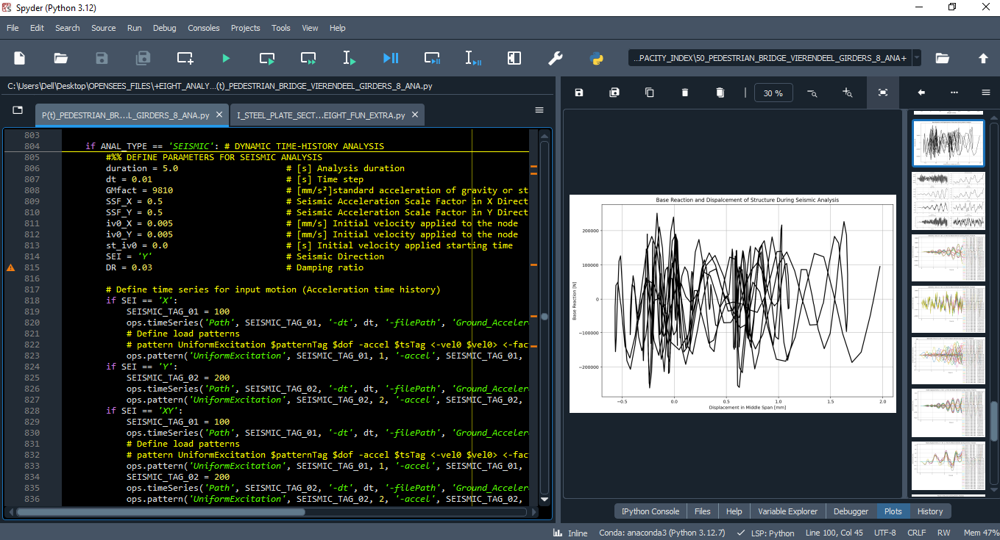 Spyder (Python 3.12)
File Edit Search Source Run Debug Consoles Projects Tools View Help
...PACITY_INDEX\50_PEDESTRIAN_BRIDGE_VIERENDEEL_GIRDERS_8_ANA+
C:\Users\Dell\Desktop\OPENSEES_FILES\+EIGHT_ANALY...(t)_PEDESTRIAN_BRIDGE_VIERENDEEL_GIRDERS_8_ANA.py
P(t)_PEDESTRIAN_BR...L_GIRDERS_8_ANA.py
I_STEEL_PLATE_SECT...EIGHT_FUN_EXTRA.py
803
804 if ANAL_TYPE == 'SEISMIC': # DYNAMIC TIME-HISTORY ANALYSIS
805 #%% DEFINE PARAMETERS FOR SEISMIC ANALYSIS
806 duration = 5.0 # [s] Analysis duration
807 dt = 0.01 # [s] Time step
808 GMfact = 9810 # [mm/s²]standard acceleration of gravity or st
809 SSF_X = 0.5 # Seismic Acceleration Scale Factor in X Direct
810 SSF_Y = 0.5 # Seismic Acceleration Scale Factor in Y Direct
811 iv0_X = 0.005 # [mm/s] Initial velocity applied to the node
812 iv0_Y = 0.005 # [mm/s] Initial velocity applied to the node
813 st_iv0 = 0.0 # [s] Initial velocity applied starting time
814 SEI = 'Y' # Seismic Direction
815 DR = 0.03 # Damping ratio
816
817 # Define time series for input motion (Acceleration time history)
818 if SEI == 'X':
819 SEISMIC_TAG_01 = 100
820 ops.timeSeries('Path', SEISMIC_TAG_01, '-dt', dt, '-filePath', 'Ground_Acceler
821 # Define load patterns
822 # pattern UniformExcitation $patternTag $dof -accel $tsTag <-vel0 $vel0> <-fac
823 ops.pattern('UniformExcitation', SEISMIC_TAG_01, 1, '-accel', SEISMIC_TAG_01,
824 if SEI == 'Y':
825 SEISMIC_TAG_02 = 200
826 ops.timeSeries('Path', SEISMIC_TAG_02, '-dt', dt, '-filePath', 'Ground_Acceler
827 ops.pattern('UniformExcitation', SEISMIC_TAG_02, 2, '-accel', SEISMIC_TAG_02,
828 if SEI == 'XY':
829 SEISMIC_TAG_01 = 100
830 ops.timeSeries('Path', SEISMIC_TAG_01, '-dt', dt, '-filePath', 'Ground_Acceler
831 # Define load patterns
832 # pattern UniformExcitation $patternTag $dof -accel $tsTag <-vel0 $vel0> <-fac
833 ops.pattern('UniformExcitation', SEISMIC_TAG_01, 1, '-accel', SEISMIC_TAG_01,
834 SEISMIC_TAG_02 = 200
835 ops.timeSeries('Path', SEISMIC_TAG_02, '-dt', dt, '-filePath', 'Ground_Acceler
836 ops.pattern('UniformExcitation', SEISMIC_TAG_02, 2, '-accel', SEISMIC_TAG_02,
30 %
Base Reaction and Dispalcement of Structure During Seismic Analysis
Base Reaction [N]
200000
100000
0
−100000
−200000
−0.5 0.0 0.5 1.0 1.5 2.0
Displacement in Middle Span [mm]
IPython Console Files Help Variable Explorer Debugger Plots History
Inline Conda: anaconda3 (Python 3.12.7) LSP: Python Line 100, Col 45 UTF-8 CRLF RW Mem 47%